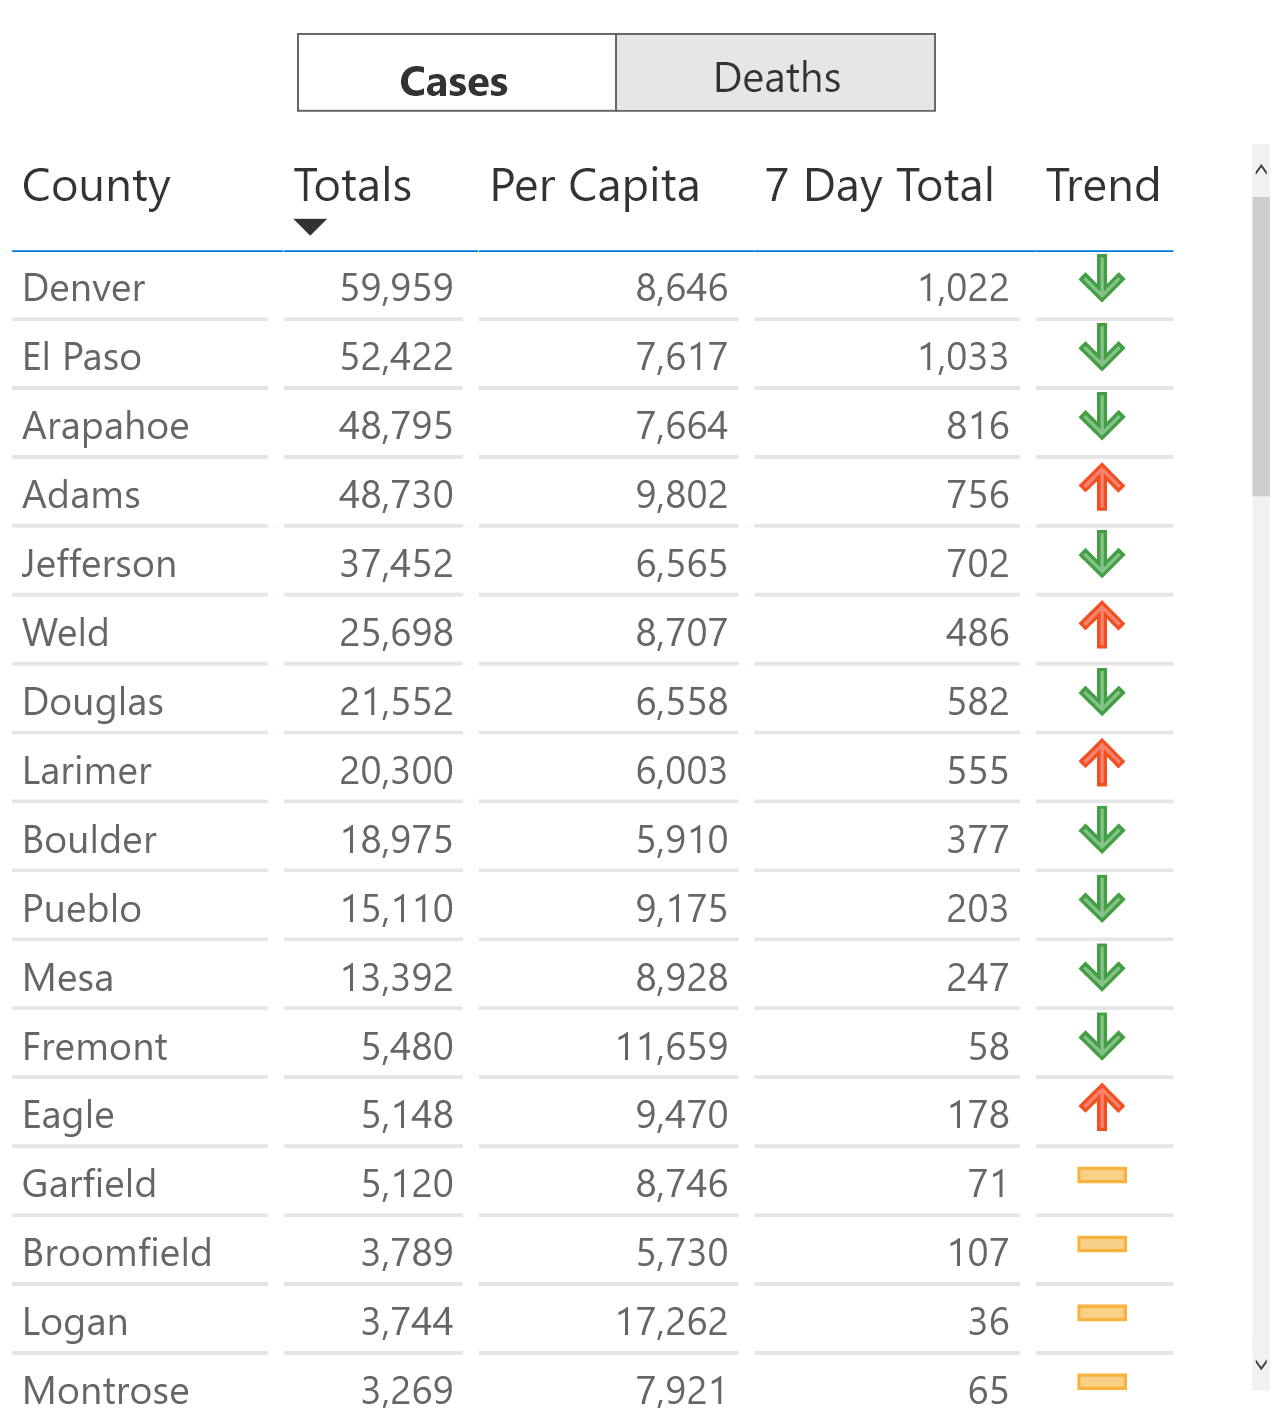 Cases Deaths
County Totals Per Capita 7 Day Total Trend
Denver 59,959 8,646 1,022
El Paso 52,422 7,617 1,033
Arapahoe 48,795 7,664 816
Adams 48,730 9,802 756
Jefferson 37,452 6,565 702
Weld 25,698 8,707 486
Douglas 21,552 6,558 582
Larimer 20,300 6,003 555
Boulder 18,975 5,910 377
Pueblo 15,110 9,175 203
Mesa 13,392 8,928 247
Fremont 5,480 11,659 58
Eagle 5,148 9,470 178
Garfield 5,120 8,746 71
Broomfield 3,789 5,730 107
Logan 3,744 17,262 36
Montrose 3,269 7,921 65